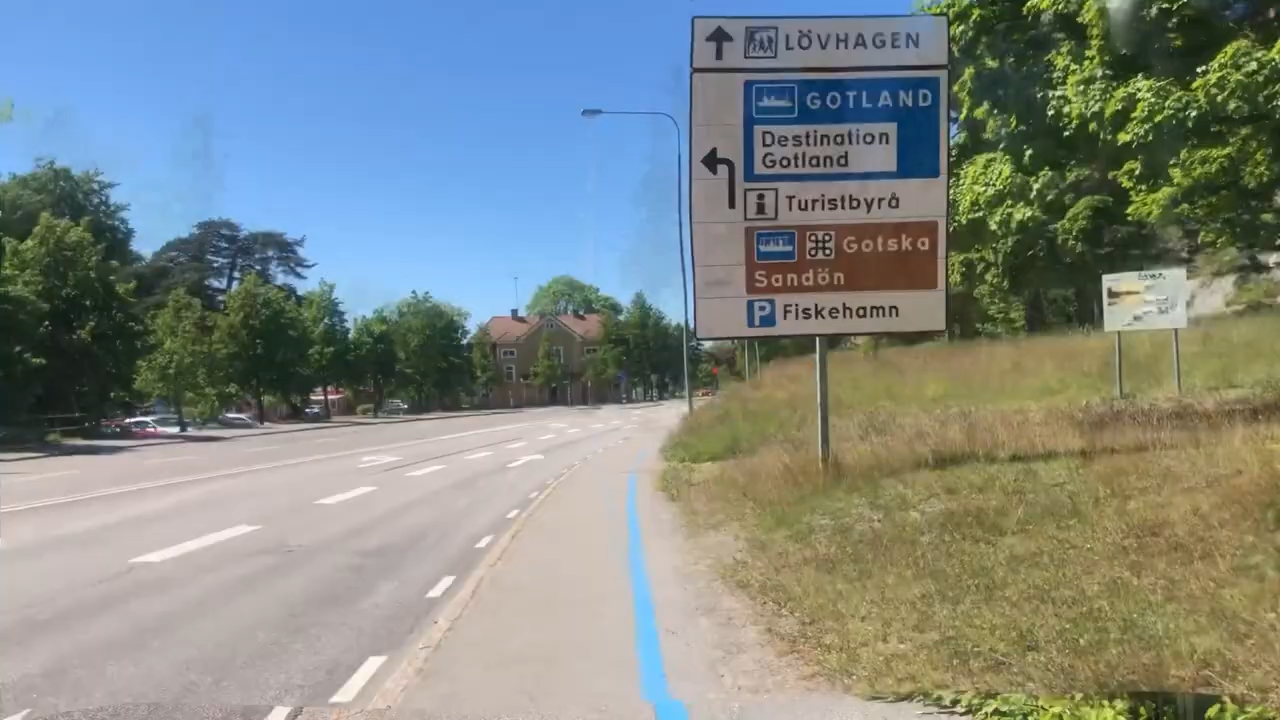 LÖVHAGEN
GOTLAND
Destination
Gotland
Turistbyrå
Gotska
Sandön
P Fiskehamn